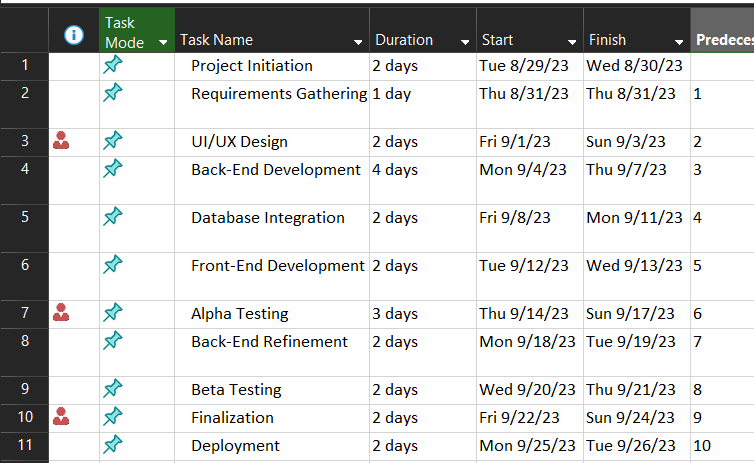 Task
Mode Task Name Duration Start Finish Predeces
1 Project Initiation 2 days Tue 8/29/23 Wed 8/30/23
2 Requirements Gathering 1 day Thu 8/31/23 Thu 8/31/23 1
3 UI/UX Design 2 days Fri 9/1/23 Sun 9/3/23 2
4 Back-End Development 4 days Mon 9/4/23 Thu 9/7/23 3
5 Database Integration 2 days Fri 9/8/23 Mon 9/11/23 4
6 Front-End Development 2 days Tue 9/12/23 Wed 9/13/23 5
7 Alpha Testing 3 days Thu 9/14/23 Sun 9/17/23 6
8 Back-End Refinement 2 days Mon 9/18/23 Tue 9/19/23 7
9 Beta Testing 2 days Wed 9/20/23 Thu 9/21/23 8
10 Finalization 2 days Fri 9/22/23 Sun 9/24/23 9
11 Deployment 2 days Mon 9/25/23 Tue 9/26/23 10